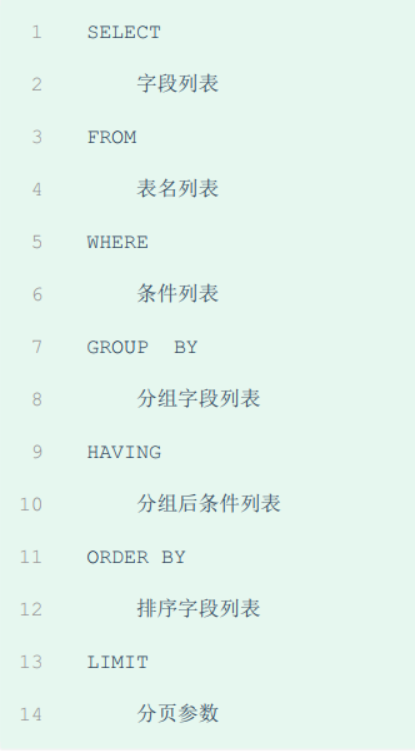 1 SELECT
2 字段列表
3 FROM
4 表名列表
5 WHERE
6 条件列表
7 GROUP  BY
8 分组字段列表
9 HAVING
10 分组后条件列表
11 ORDER BY
12 排序字段列表
13 LIMIT
14 分页参数